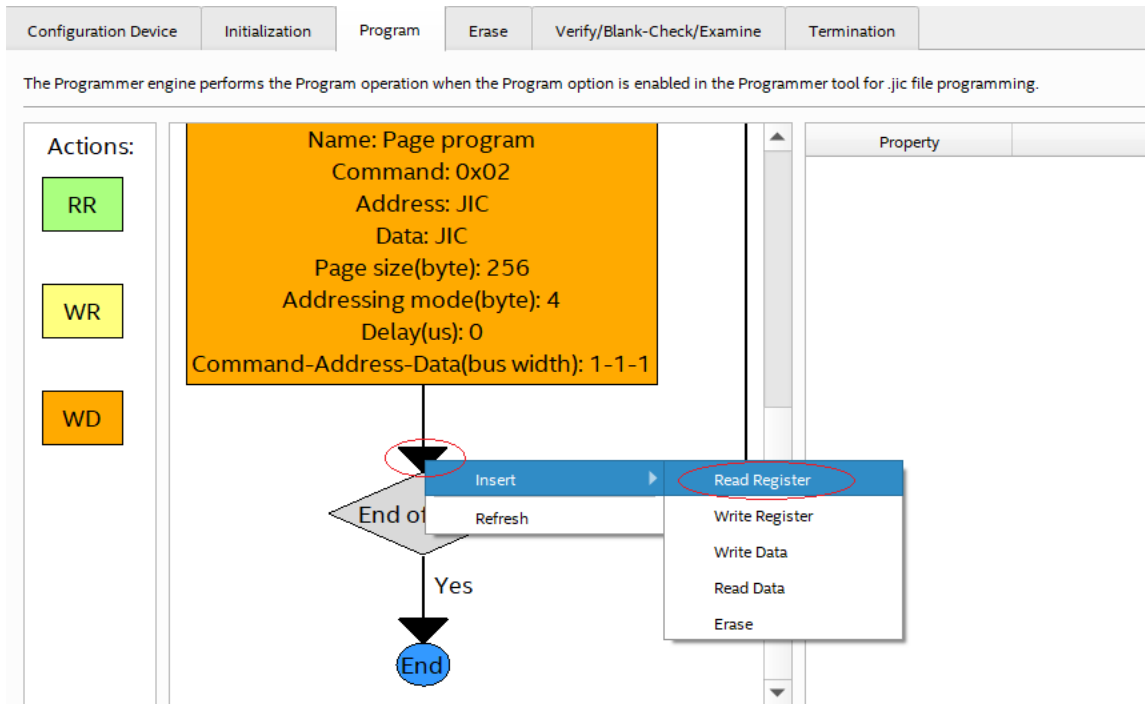 Configuration Device
Initialization
Program
Erase
Verify/Blank-Check/Examine
Termination
The Programmer engine performs the Program operation when the Program option is enabled in the Programmer tool for .jic file programming.
Actions:
RR
WR
WD
Name: Page program
Command: 0x02
Address: JIC
Data: JIC
Page size(byte): 256
Addressing mode(byte): 4
Delay(us): 0
Command-Address-Data(bus width): 1-1-1
End of
Yes
End
Insert
Refresh
Read Register
Write Register
Write Data
Read Data
Erase
Property